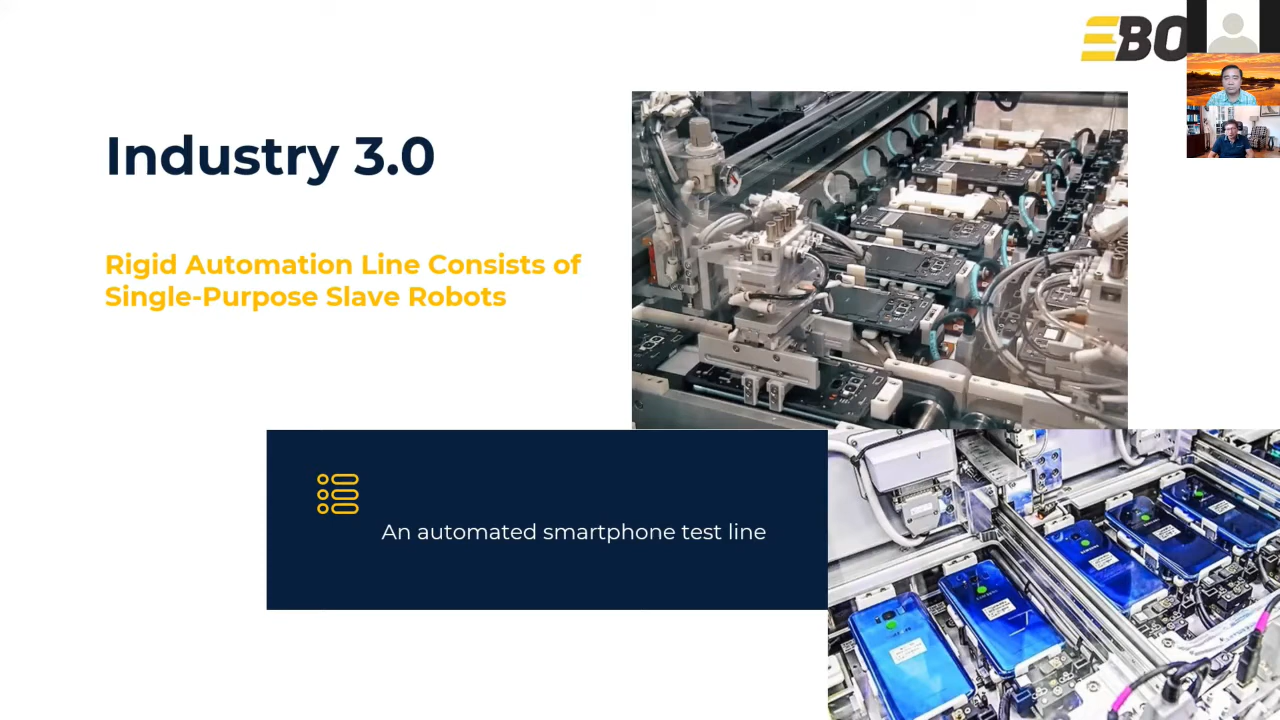 EBO
Industry 3.0
Rigid Automation Line Consists of
Single-Purpose Slave Robots
An automated smartphone test line